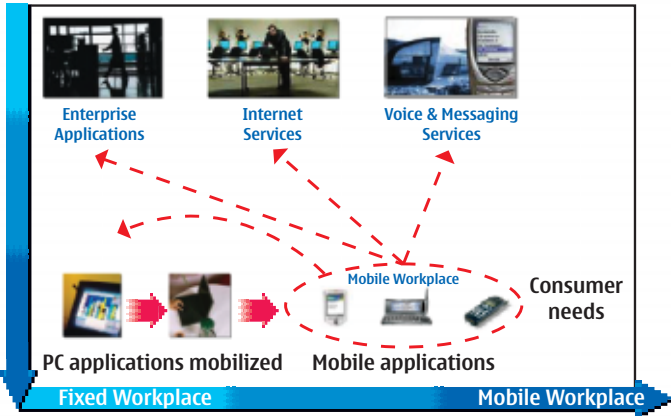 Enterprise
Applications
Internet
Services
Voice & Messaging
Services
Mobile Workplace
Consumer
needs
PC applications mobilized
Mobile applications
Fixed Workplace
Mobile Workplace